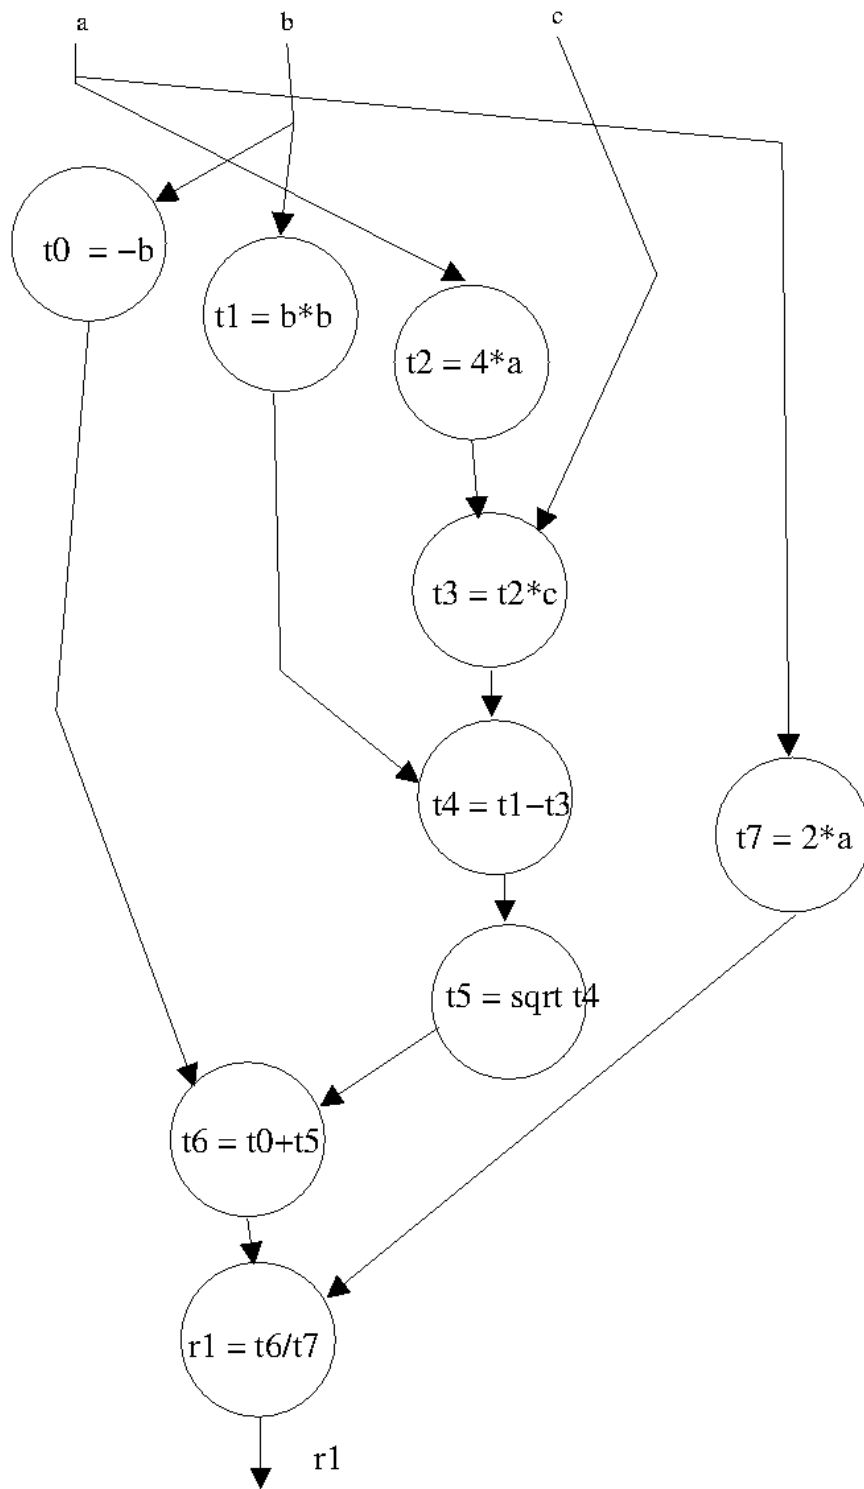 a
b
c
t0 = −b
t1 = b*b
t2 = 4*a
t3 = t2*c
t4 = t1−t3
t7 = 2*a
t5 = sqrt t4
t6 = t0+t5
r1 = t6/t7
r1